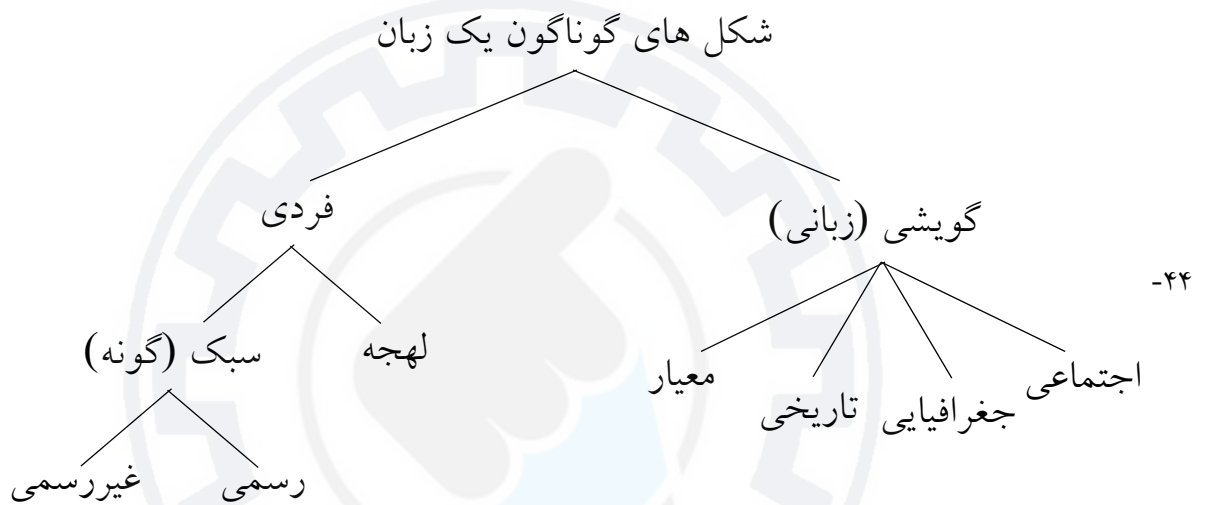 شکل های گوناگون یک زبان
گویشی (زبانی)
فردی
۴۴-
اجتماعی
جغرافیایی
تاریخی
معیار
لهجه
سبک (گونه)
رسمی
غیررسمی